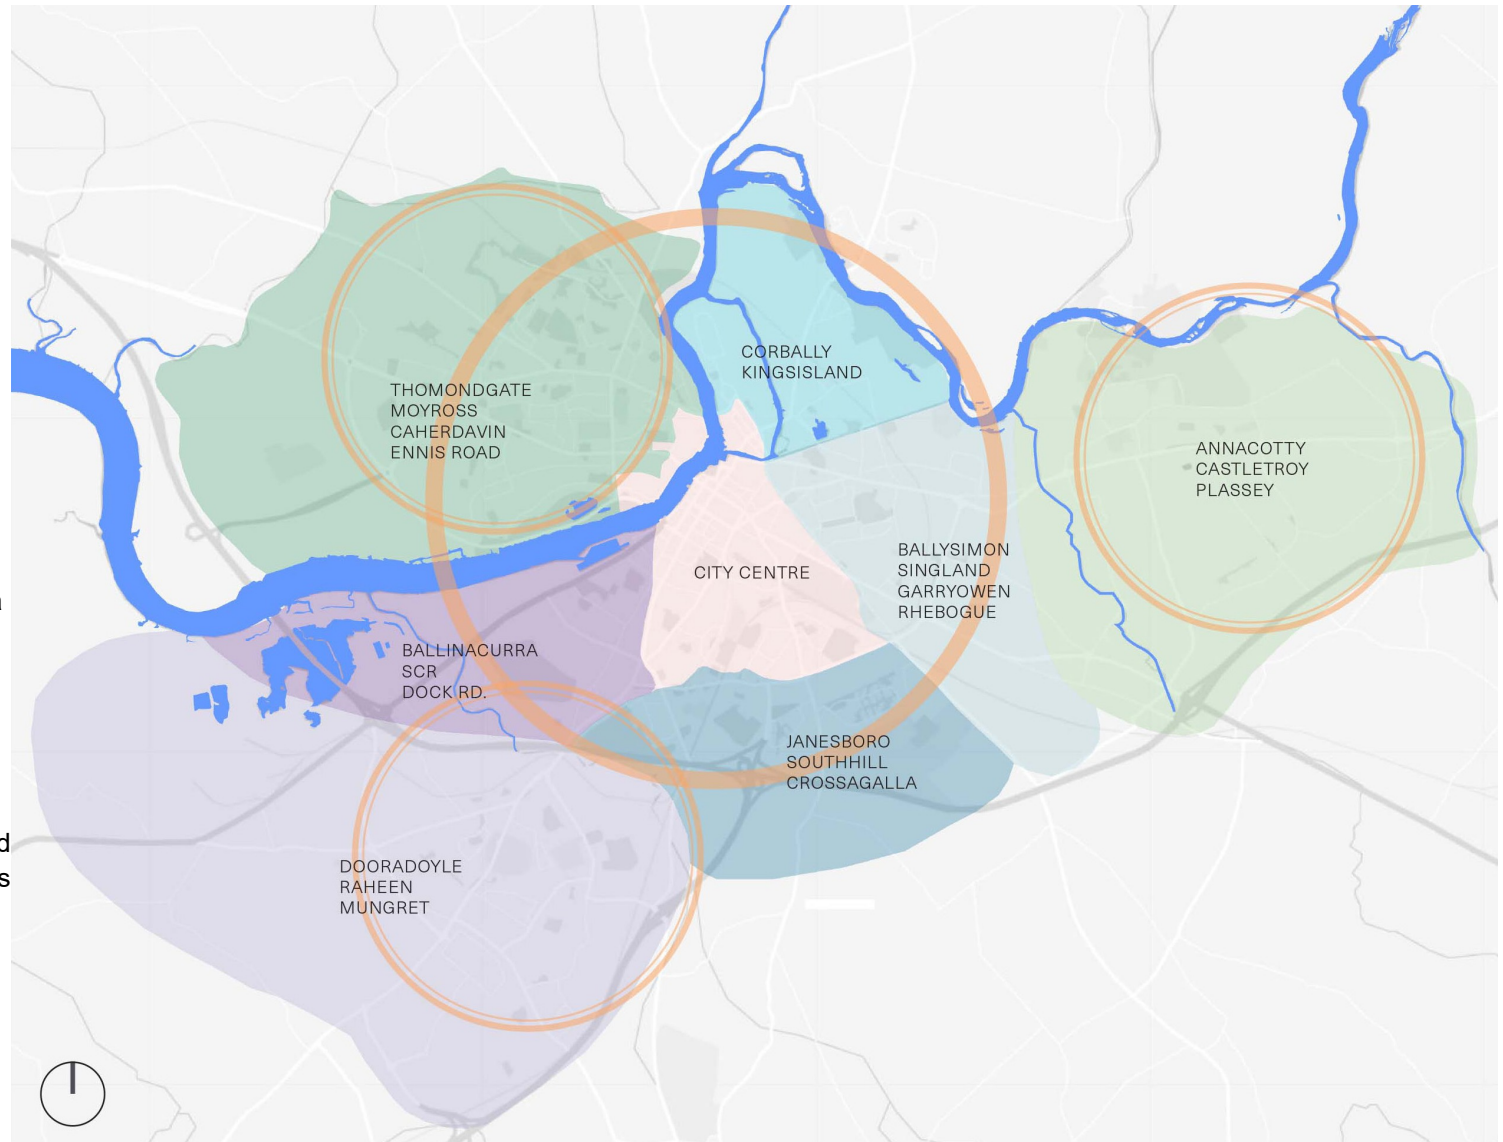 CORBALLY
KINGSISLAND
THOMONDGATE
MOYROSS
CAHERDAVIN
ENNIS ROAD
ANNACOTTY
CASTLETROY
PLASSEY
CITY CENTRE
BALLYSIMON
SINGLAND
GARRYOWEN
RHEBOGUE
BALLINACURRA
SCR
DOCK RD.
JANESBORO
SOUTHHILL
CROSSAGALLA
DOORADOYLE
RAHEEN
MUNGRET